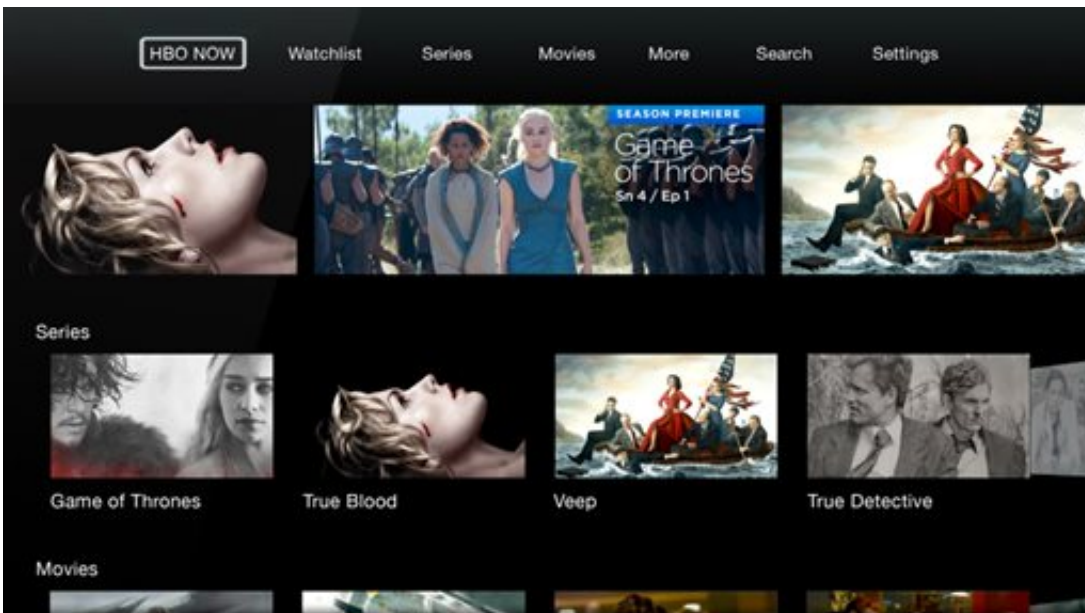 HBO NOW Watchlist Series Movies More Search Settings
SEASON PREMIERE
Game
of Thrones
Sn 4 / Ep 1
Series
Game of Thrones True Blood Veep True Detective
Movies